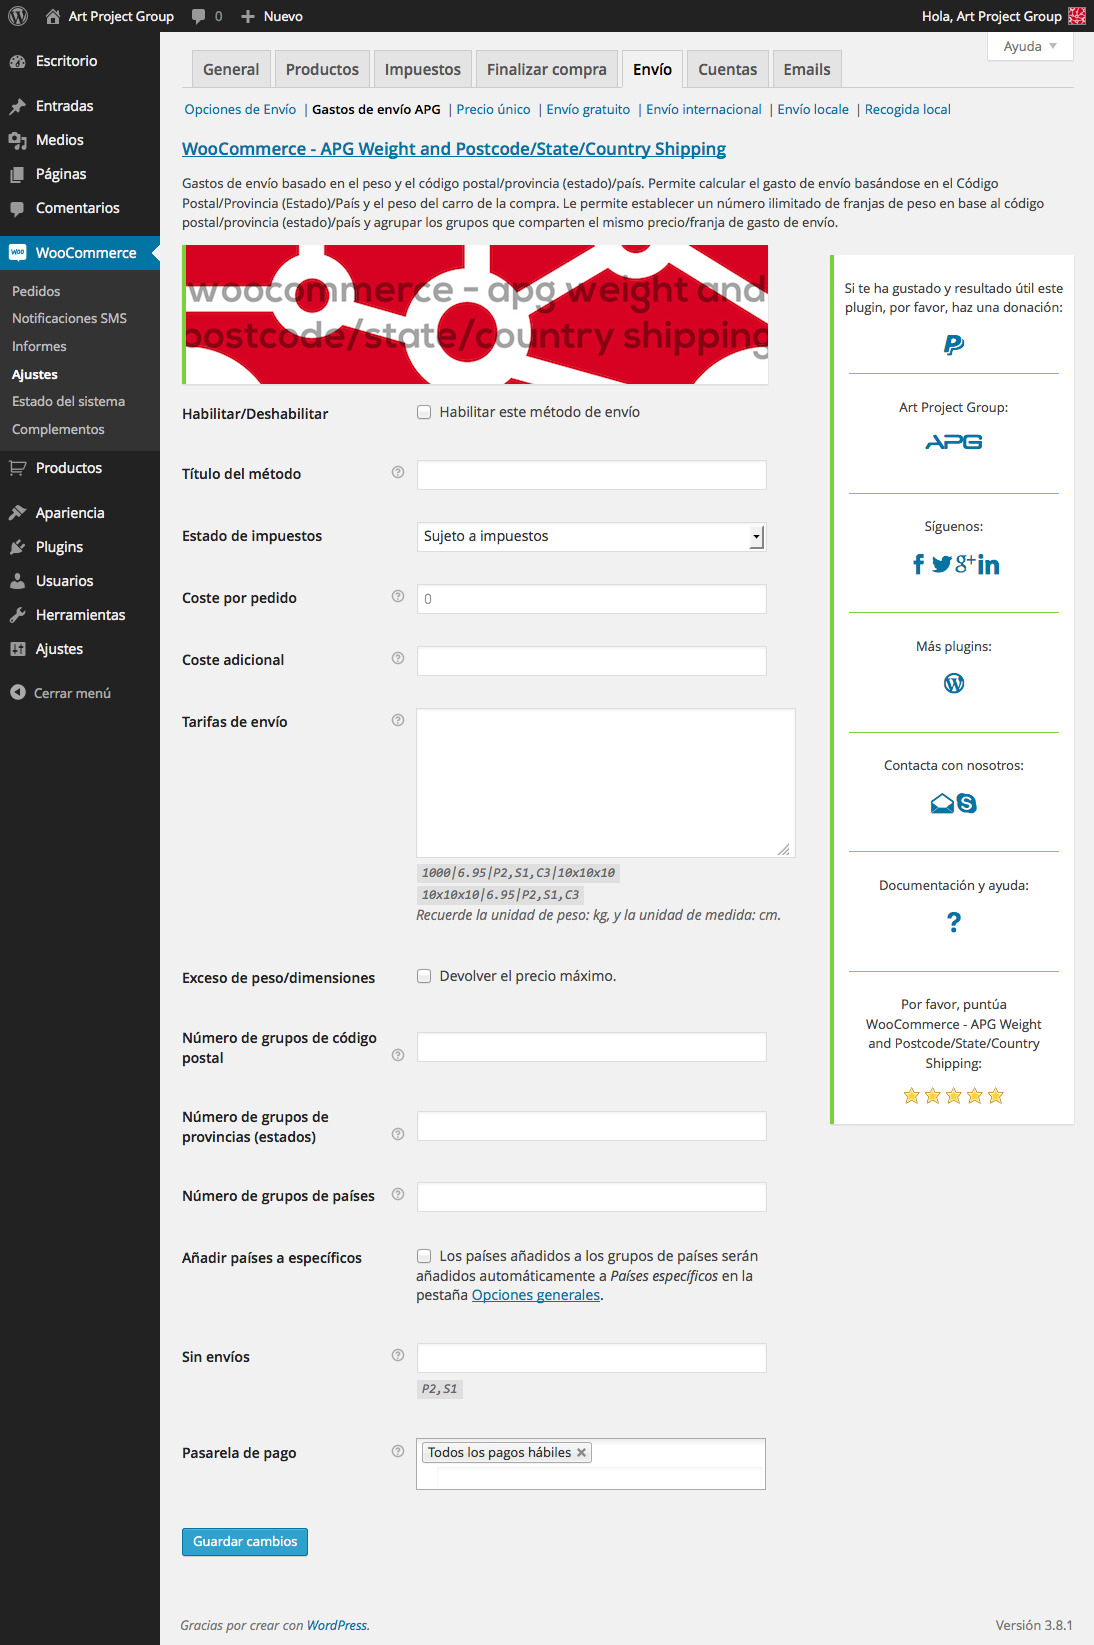 Art Project Group
0
Nuevo
Hola, Art Project Group
Escritorio
Entradas
Medios
Páginas
Comentarios
WooCommerce
Pedidos
Notificaciones SMS
Informes
Ajustes
Estado del sistema
Complementos
Productos
Apariencia
Plugins
Usuarios
Herramientas
Ajustes
Cerrar menú
Ayuda
General
Productos
Impuestos
Finalizar compra
Envío
Cuentas
Emails
Opciones de Envío | Gastos de envío APG | Precio único | Envío gratuito | Envío internacional | Envío locale | Recogida local
WooCommerce - APG Weight and Postcode/State/Country Shipping
Gastos de envío basado en el peso y el código postal/provincia (estado)/país. Permite calcular el gasto de envío basándose en el Código
Postal/Provincia (Estado)/País y el peso del carro de la compra. Le permite establecer un número ilimitado de franjas de peso en base al código
postal/provincia (estado)/país y agrupar los grupos que comparten el mismo precio/franja de gasto de envío.
woocommerce - apg weight and
postcode/state/country shipping
Habilitar/Deshabilitar
Habilitar este método de envío
Título del método
Estado de impuestos
Sujeto a impuestos
Coste por pedido
0
Coste adicional
Tarifas de envío
1000|6.95|P2,S1,C3|10x10x10
10x10x10|6.95|P2,S1,C3
Recuerde la unidad de peso: kg, y la unidad de medida: cm.
Exceso de peso/dimensiones
Devolver el precio máximo.
Número de grupos de código
postal
Número de grupos de
provincias (estados)
Número de grupos de países
Añadir países a específicos
Los países añadidos a los grupos de países serán
añadidos automáticamente a Países específicos en la
pestaña Opciones generales.
Sin envíos
P2,S1
Pasarela de pago
Todos los pagos hábiles
Guardar cambios
Si te ha gustado y resultado útil este
plugin, por favor, haz una donación:
Art Project Group:
APG
Síguenos:
Más plugins:
Contacta con nosotros:
Documentación y ayuda:
?
Por favor, puntúa
WooCommerce - APG Weight
and Postcode/State/Country
Shipping:
Gracias por crear con WordPress.
Versión 3.8.1